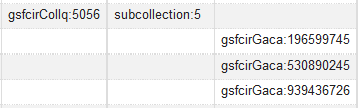 gsfcirCollq:5056 subcollection:5
gsfcirGaca:196599745
gsfcirGaca:530890245
gsfcirGaca:939436726